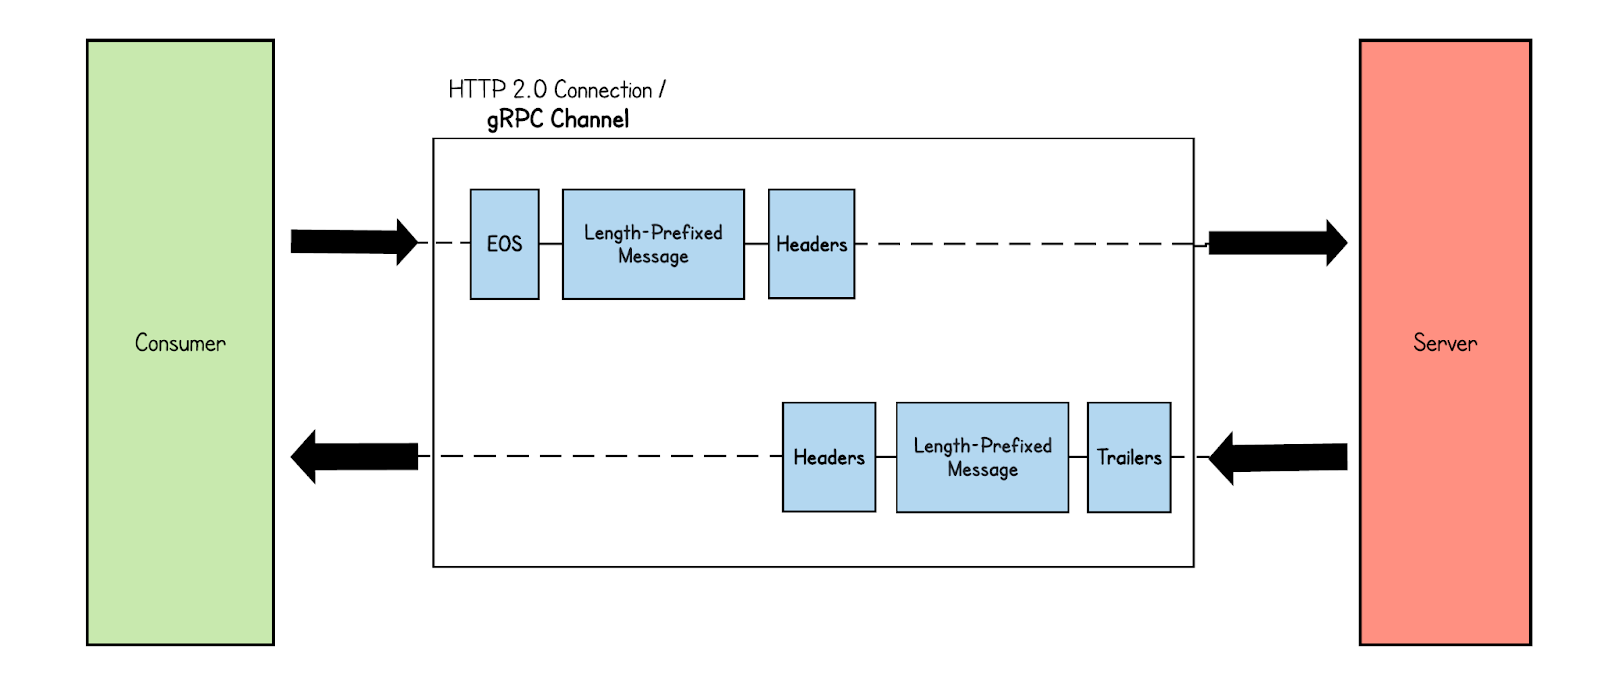 HTTP 2.0 Connection /
gRPC Channel
EOS
Length-Prefixed
Message
Headers
Consumer
Server
Headers
Length-Prefixed
Message
Trailers